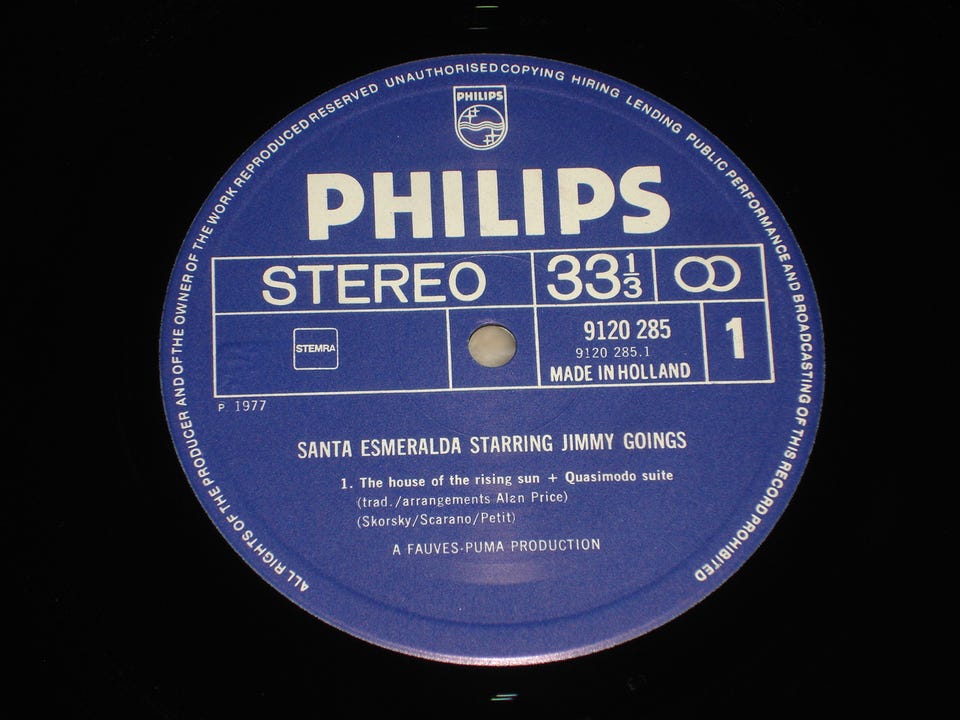 ALL RIGHTS OF THE PRODUCER AND OF THE OWNER OF THE WORK REPRODUCED RESERVED UNAUTHORISED COPYING HIRING LENDING PUBLIC PERFORMANCE AND BROADCASTING OF THIS RECORD PROHIBITED
PHILIPS
PHILIPS
STEREO 33 1/3
STEMRA
9120 285 1
9120 285.1
MADE IN HOLLAND
P. 1977
SANTA ESMERALDA STARRING JIMMY GOINGS
1. The house of the rising sun + Quasimodo suite
(trad./arrangements Alan Price)
(Skorsky/Scarano/Petit)
A FAUVES-PUMA PRODUCTION